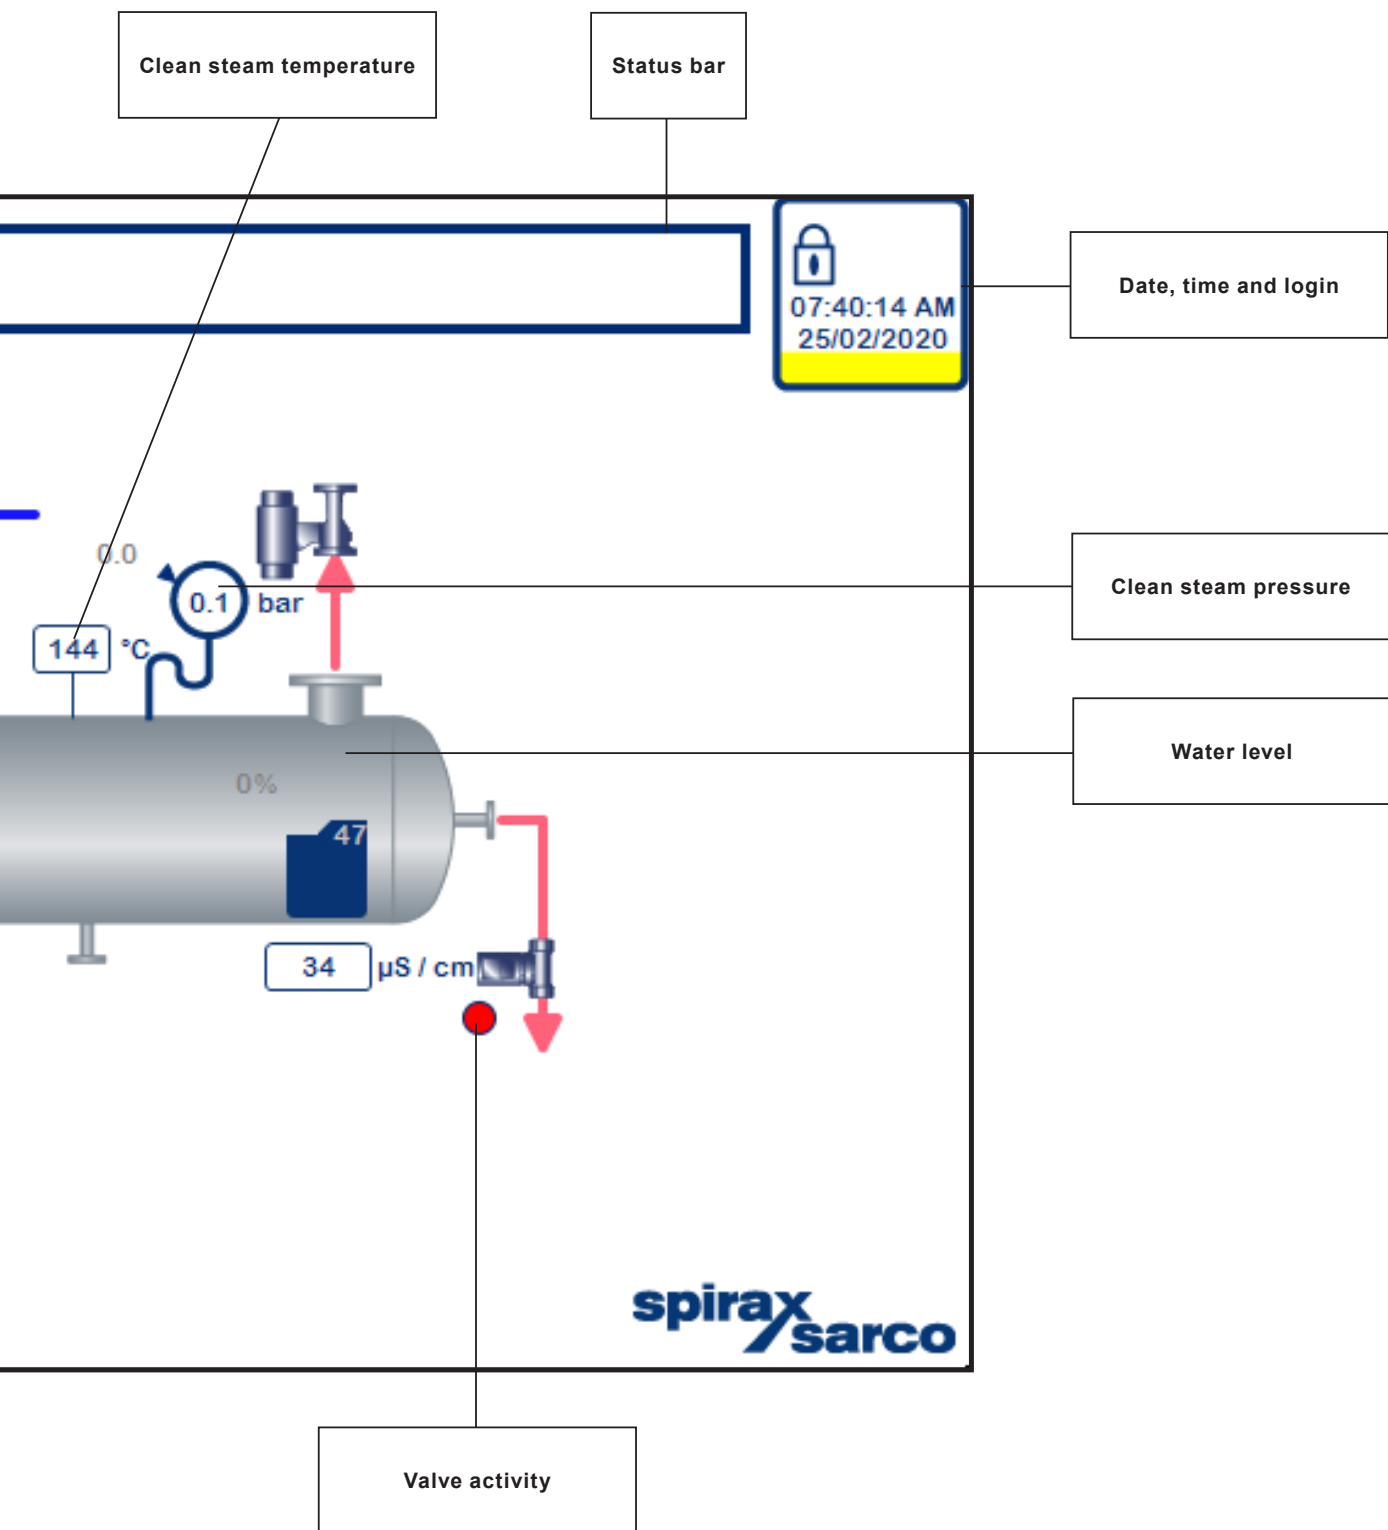 Clean steam temperature
Status bar
07:40:14 AM
25/02/2020
Date, time and login
0.0
0.1 bar
Clean steam pressure
144 °C
Water level
0%
47
34 µS / cm
spirax
sarco
Valve activity